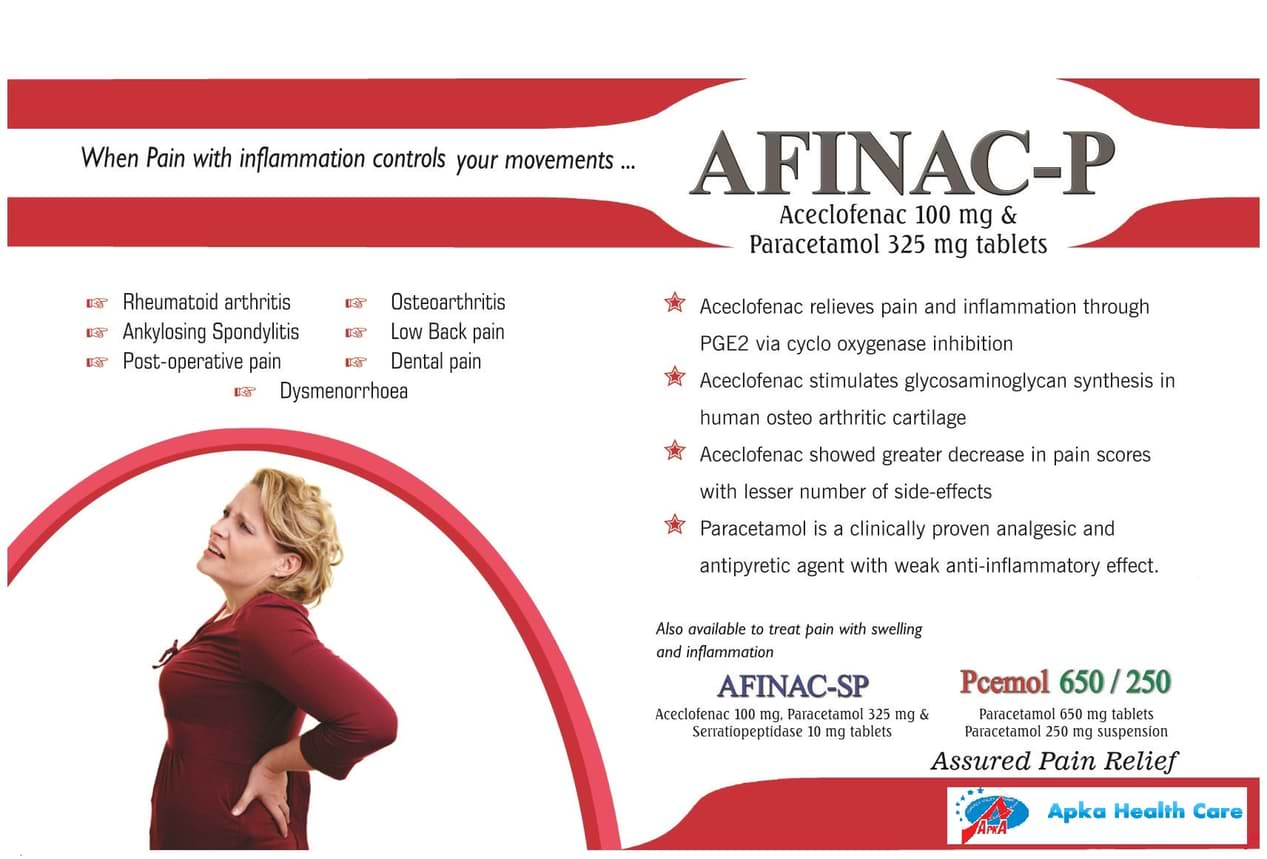 When Pain with inflammation controls your movements ...
AFINAC-P
Aceclofenac 100 mg &
Paracetamol 325 mg tablets
Rheumatoid arthritis
Osteoarthritis
Ankylosing Spondylitis
Low Back pain
Post-operative pain
Dental pain
Dysmenorrhoea
Aceclofenac relieves pain and inflammation through
PGE2 via cyclo oxygenase inhibition
Aceclofenac stimulates glycosaminoglycan synthesis in
human osteo arthritic cartilage
Aceclofenac showed greater decrease in pain scores
with lesser number of side-effects
Paracetamol is a clinically proven analgesic and
antipyretic agent with weak anti-inflammatory effect.
Also available to treat pain with swelling
and inflammation
AFINAC-SP
Aceclofenac 100 mg, Paracetamol 325 mg &
Serratiopeptidase 10 mg tablets
Pcemol 650 / 250
Paracetamol 650 mg tablets
Paracetamol 250 mg suspension
Assured Pain Relief
APKA
Apka Health Care